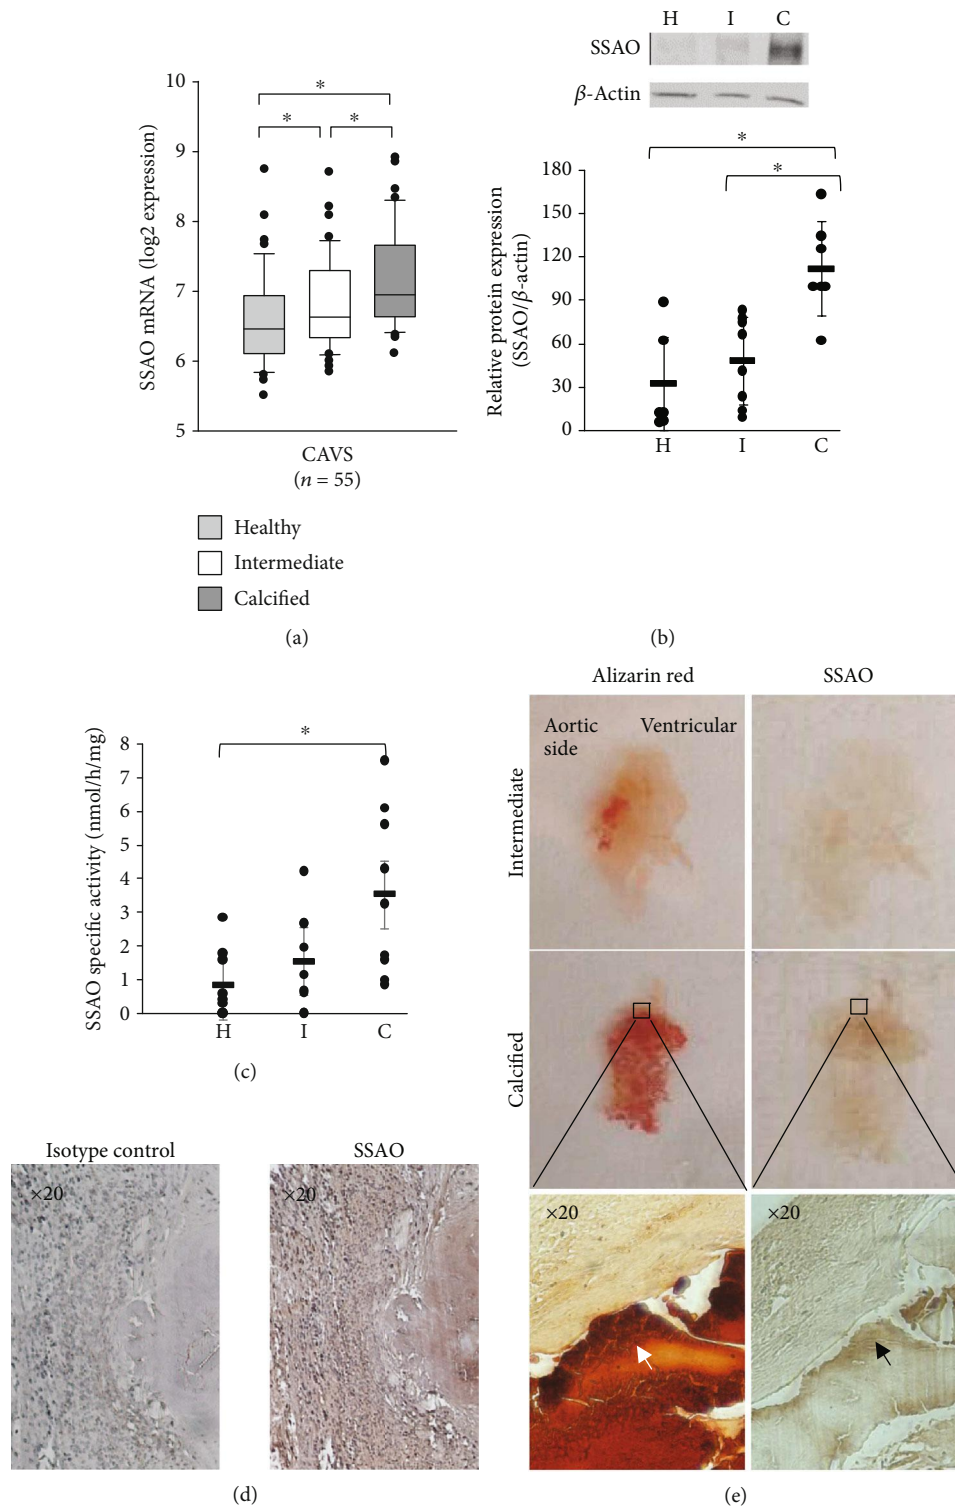 10
9
8
7
6
5
SSAO mRNA (log2 expression)
*
* *
CAVS
(n = 55)
Healthy
Intermediate
Calcified
(a)
H I C
SSAO
β-Actin
*
*
180
150
120
90
60
30
0
Relative protein expression
(SSAO/β-actin)
H I C
(b)
8
7
6
5
4
3
2
1
0
SSAO specific activity (nmol/h/mg)
*
H I C
(c)
Isotype control SSAO
×20 ×20
(d)
Alizarin red SSAO
Aortic
side
Ventricular
Intermediate
Calcified
×20 ×20
(e)